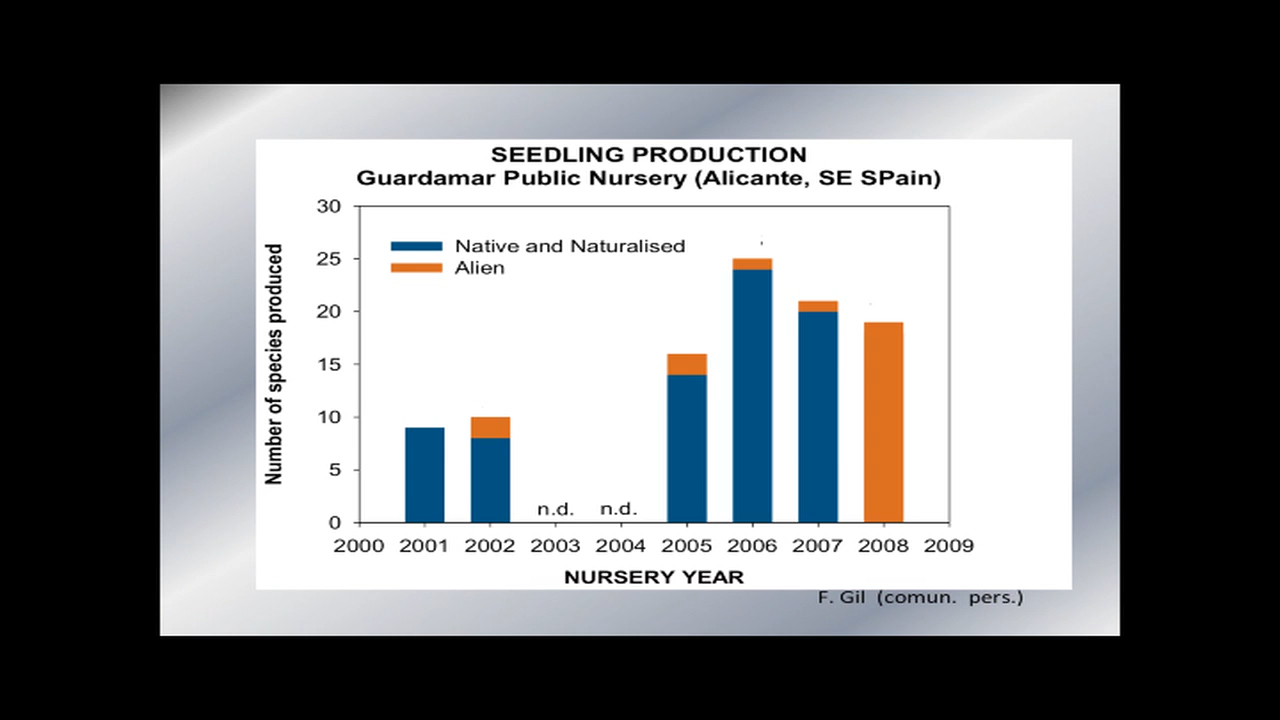 SEEDLING PRODUCTION
Guardamar Public Nursery (Alicante, SE SPain)
Number of species produced
30
25
20
15
10
5
0
Native and Naturalised
Alien
n.d. n.d.
2000 2001 2002 2003 2004 2005 2006 2007 2008 2009
NURSERY YEAR
F. Gil (comun. pers.)